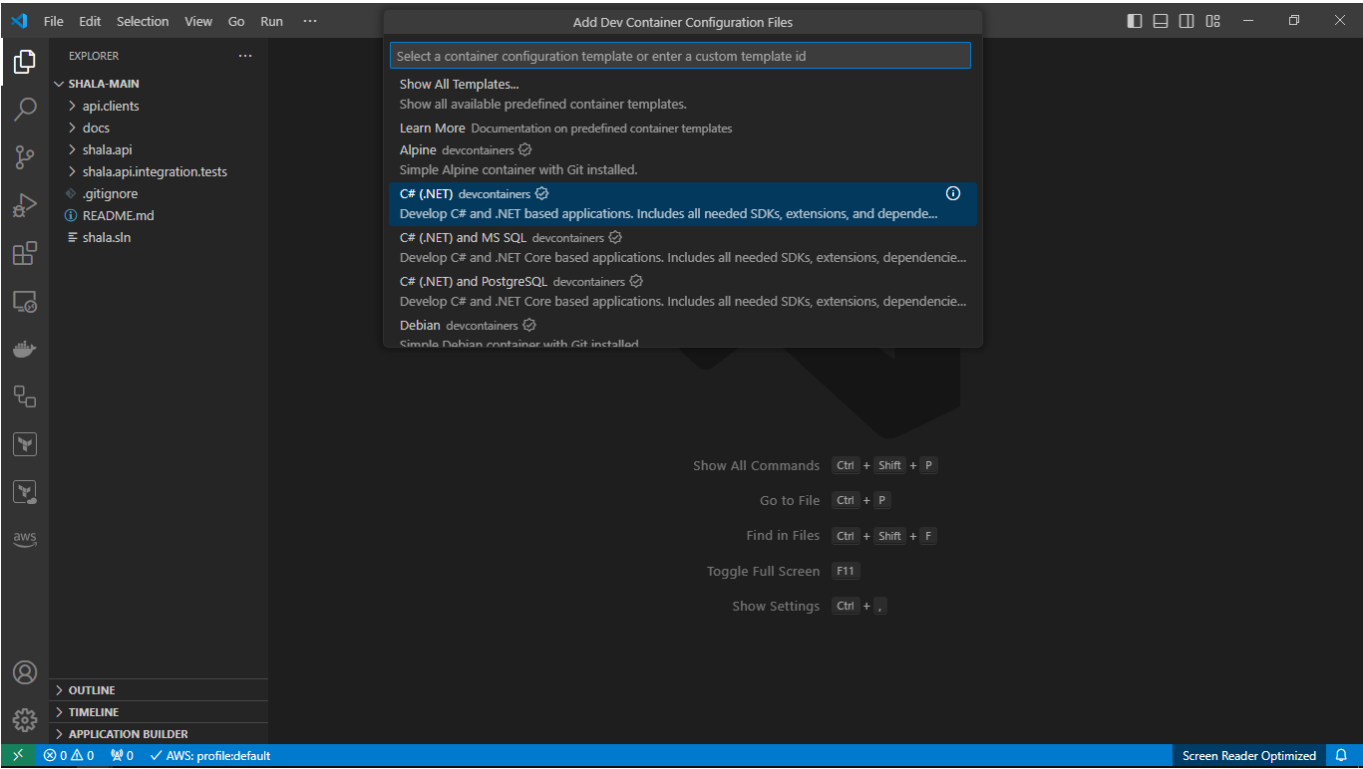 File Edit Selection View Go Run ···
Add Dev Container Configuration Files
Select a container configuration template or enter a custom template id
Show All Templates...
Show all available predefined container templates.
Learn More Documentation on predefined container templates
Alpine devcontainers
Simple Alpine container with Git installed.
C# (.NET) devcontainers
Develop C# and .NET based applications. Includes all needed SDKs, extensions, and depende...
C# (.NET) and MS SQL devcontainers
Develop C# and .NET Core based applications. Includes all needed SDKs, extensions, dependencie...
C# (.NET) and PostgreSQL devcontainers
Develop C# and .NET Core based applications. Includes all needed SDKs, extensions, dependencie...
Debian devcontainers
Simple Debian container with Git installed
EXPLORER ···
SHALA-MAIN
api.clients
docs
shala.api
shala.api.integration.tests
.gitignore
README.md
shala.sln
aws
Show All Commands Ctrl + Shift + P
Go to File Ctrl + P
Find in Files Ctrl + Shift + F
Toggle Full Screen F11
Show Settings Ctrl + ,
OUTLINE
TIMELINE
APPLICATION BUILDER
0 0 0 AWS: profile:default
Screen Reader Optimized